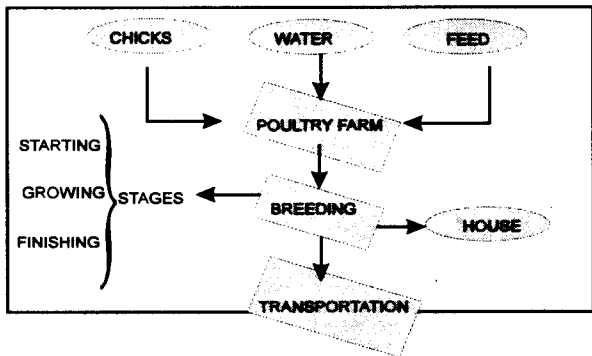 CHICKS
WATER
FEED
POULTRY FARM
STARTING
GROWING
FINISHING
STAGES
BREEDING
HOUSE
TRANSPORTATION